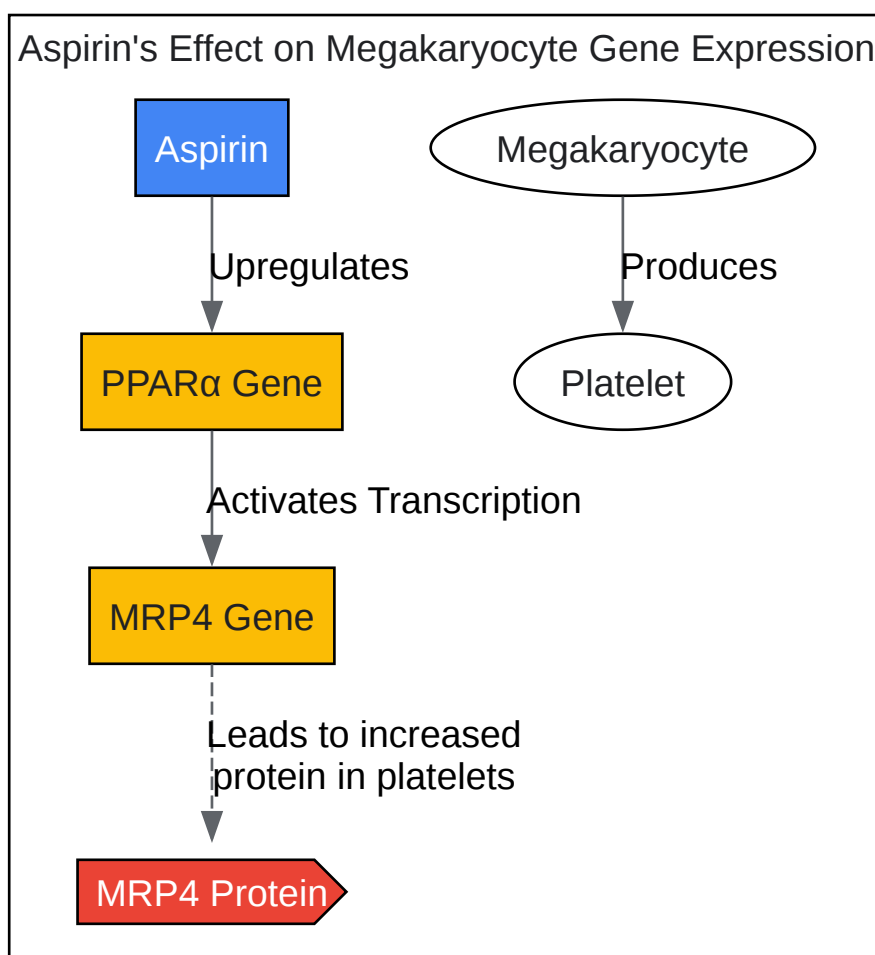 Aspirin's Effect on Megakaryocyte Gene Expression
Aspirin
Megakaryocyte
Upregulates
Produces
PPARα Gene
Platelet
Activates Transcription
MRP4 Gene
Leads to increased
protein in platelets
MRP4 Protein